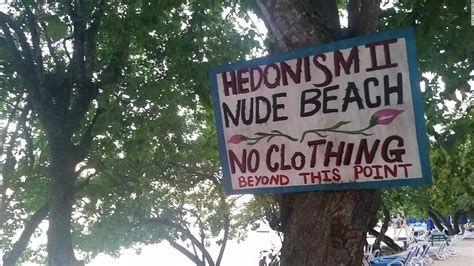 HEDONISM II
NUDE BEACH
NO CLOTHING
BEYOND THIS POINT